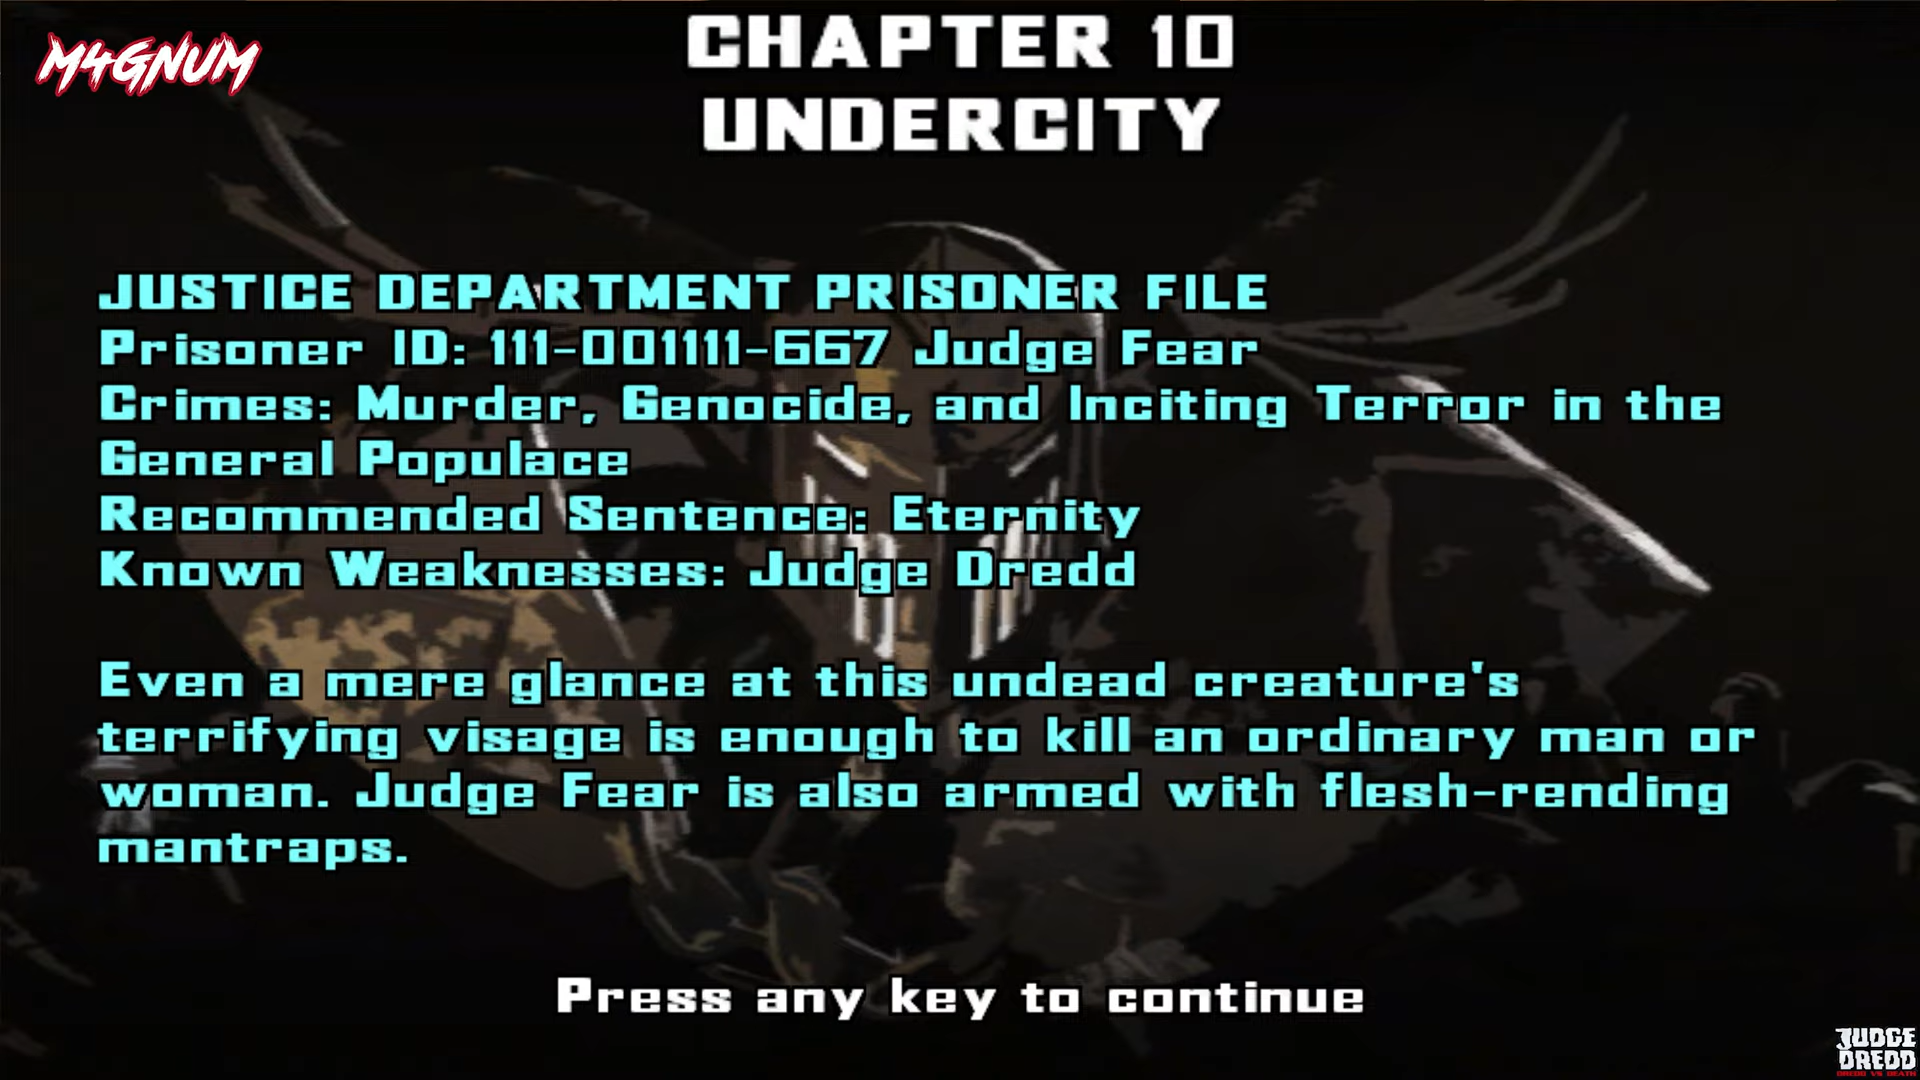 M4GNUM
CHAPTER 10
UNDERCITY
JUSTICE DEPARTMENT PRISONER FILE
Prisoner ID: 111-001111-667 Judge Fear
Crimes: Murder, Genocide, and Inciting Terror in the
General Populace
Recommended Sentence: Eternity
Known Weaknesses: Judge Dredd
Even a mere glance at this undead creature's
terrifying visage is enough to kill an ordinary man or
woman. Judge Fear is also armed with flesh-rending
mantraps.
Press any key to continue
JUDGE
DREDD
DREDD VS DEATH